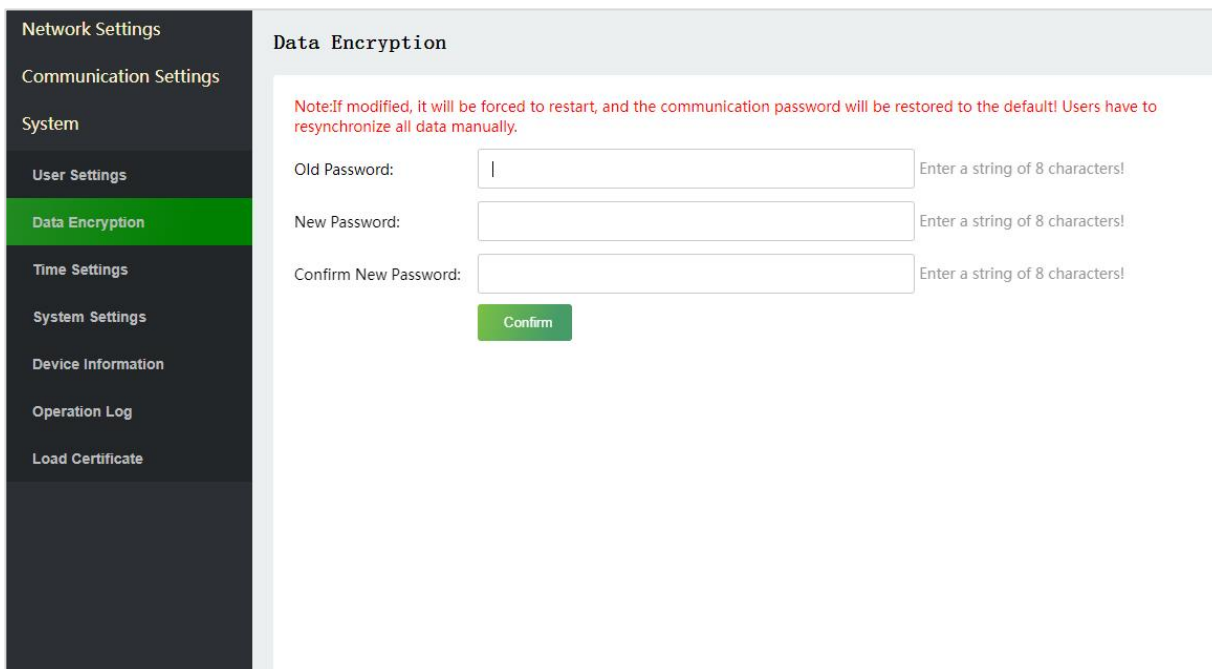 Network Settings
Communication Settings
System
User Settings
Data Encryption
Time Settings
System Settings
Device Information
Operation Log
Load Certificate
Data Encryption
Note:If modified, it will be forced to restart, and the communication password will be restored to the default! Users have to
resynchronize all data manually.
Old Password: Enter a string of 8 characters!
New Password: Enter a string of 8 characters!
Confirm New Password: Enter a string of 8 characters!
Confirm